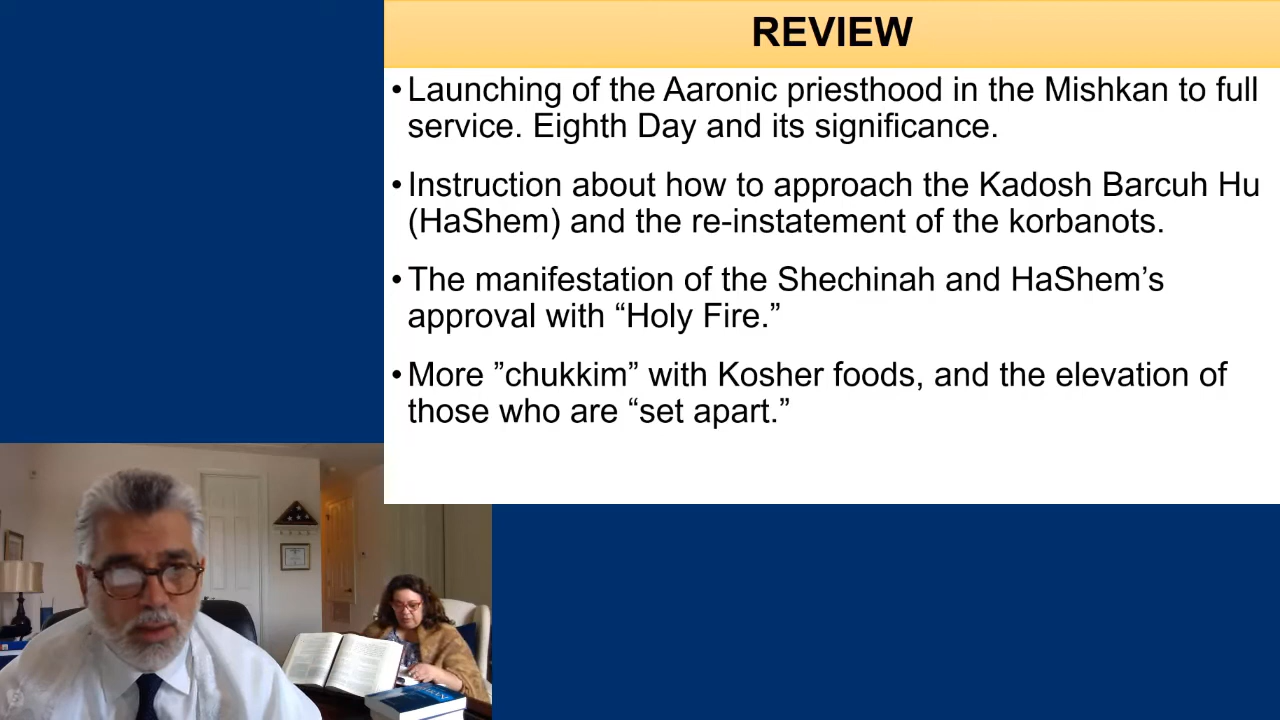 REVIEW
•Launching of the Aaronic priesthood in the Mishkan to full
service. Eighth Day and its significance.
•Instruction about how to approach the Kadosh Barcuh Hu
(HaShem) and the re-instatement of the korbanots.
•The manifestation of the Shechinah and HaShem’s
approval with “Holy Fire.”
•More ”chukkim” with Kosher foods, and the elevation of
those who are “set apart.”